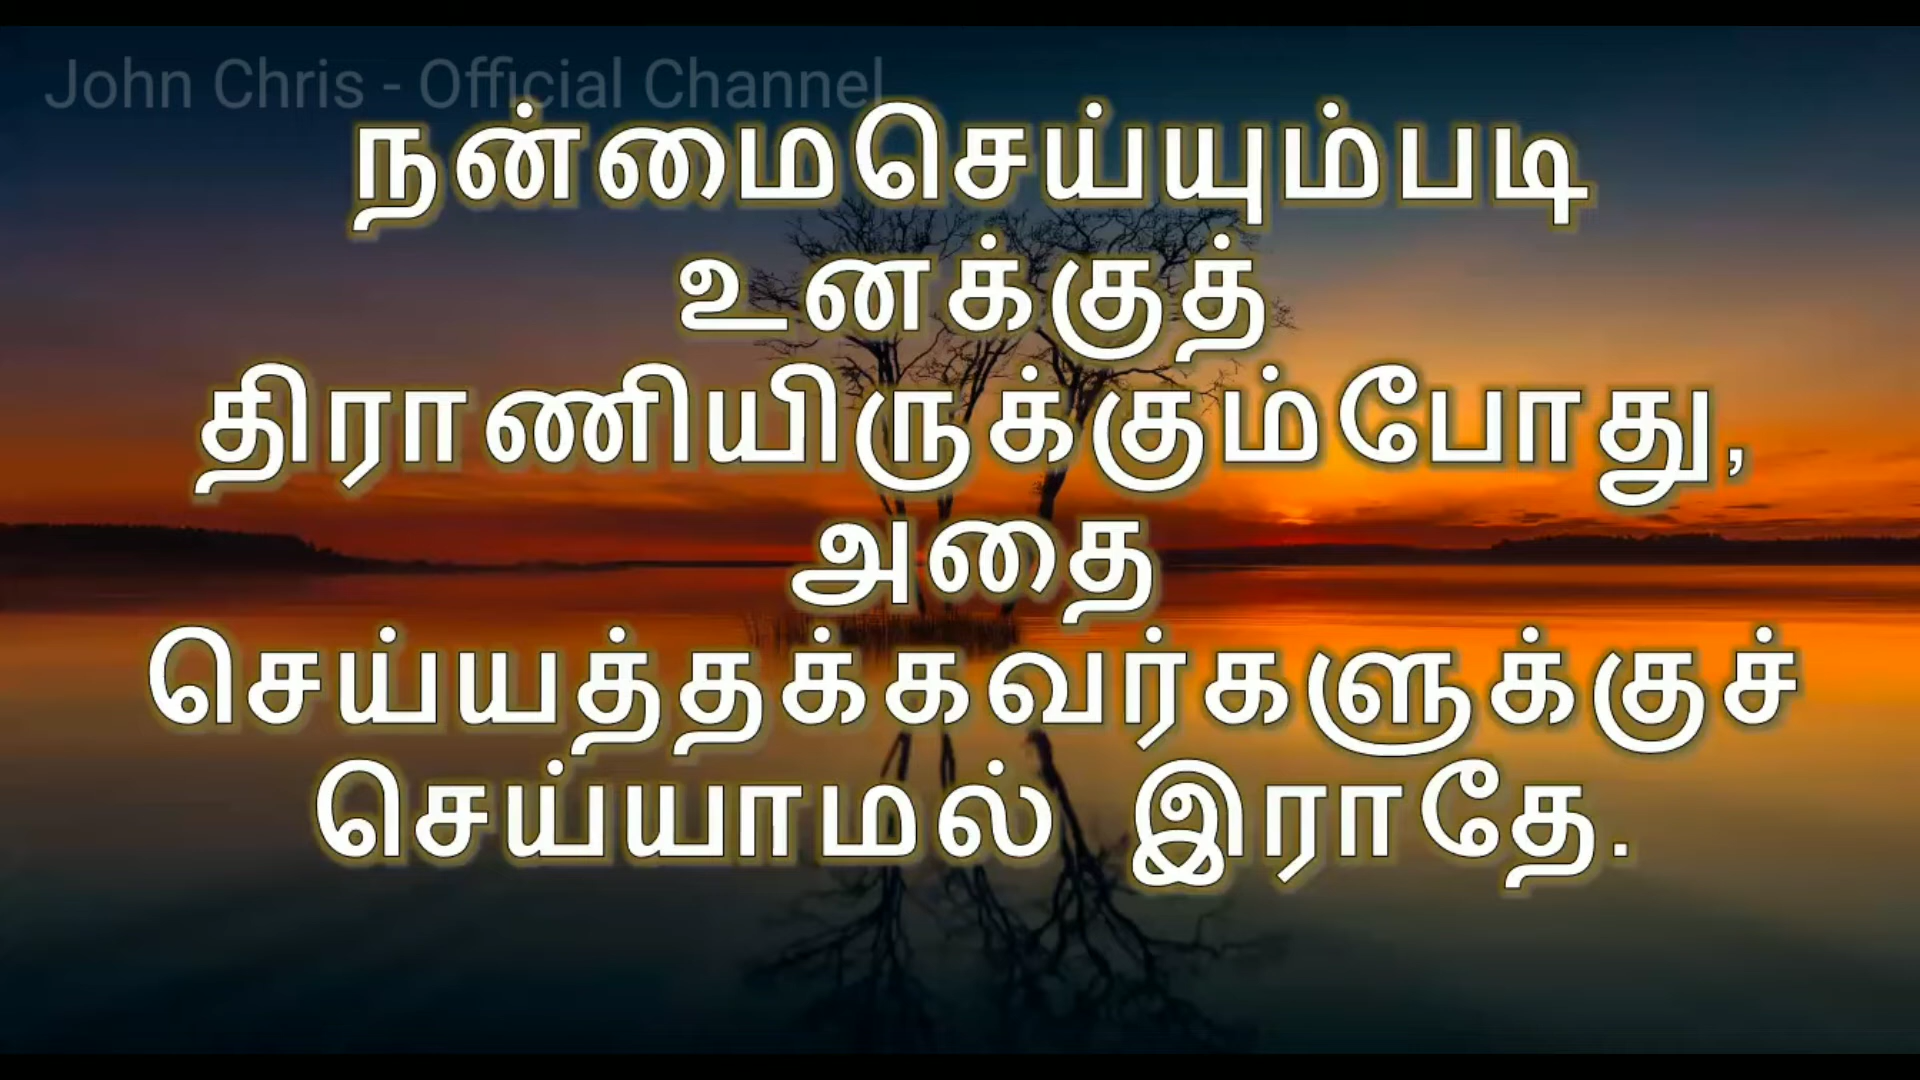 John Chris - Official Channel
நன்மைசெய்யும்படி
உனக்குத்
திராணியிருக்கும்போது,
அதை
செய்யத்தக்கவர்களுக்குச்
செய்யாமல் இராதே.